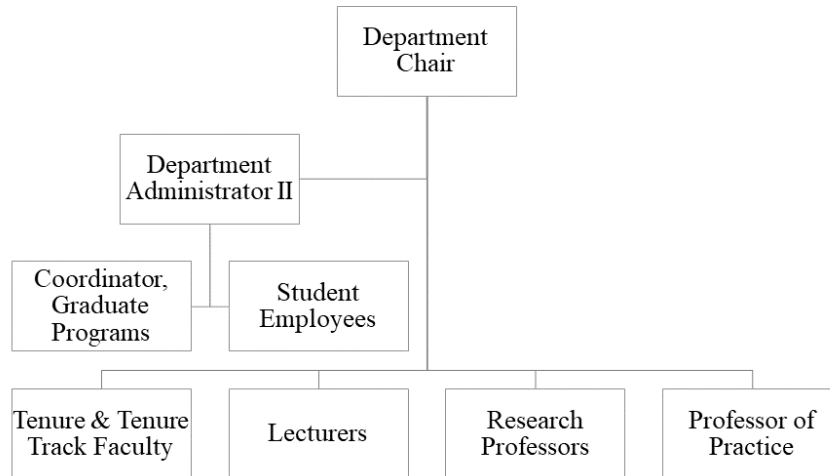 Department
Chair
Department
Administrator II
Coordinator,
Graduate
Programs
Student
Employees
Tenure & Tenure
Track Faculty
Lecturers
Research
Professors
Professor of
Practice